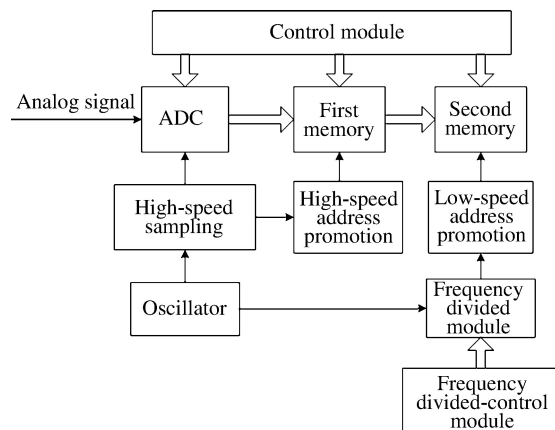 Control module
Analog signal
ADC
First
memory
Second
memory
High-speed
sampling
High-speed
address
promotion
Low-speed
address
promotion
Oscillator
Frequency
divided
module
Frequency
divided-control
module